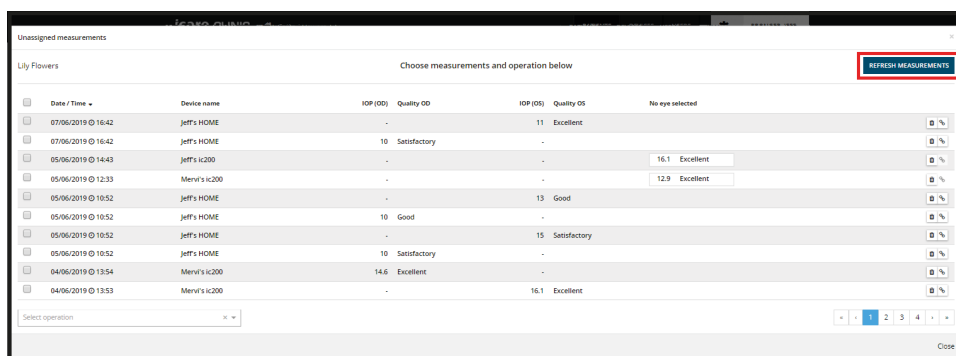 iCare CLINIC
Unassigned measurements ×
Lily Flowers Choose measurements and operation below REFRESH MEASUREMENTS
Date / Time Device name IOP (OD) Quality OD IOP (OS) Quality OS No eye selected
07/06/2019 16:42 Jeff's HOME - 11 Excellent
07/06/2019 16:42 Jeff's HOME 10 Satisfactory -
05/06/2019 14:43 Jeff's ic200 - - 16.1 Excellent
05/06/2019 12:33 Mervi's ic200 - - 12.9 Excellent
05/06/2019 10:52 Jeff's HOME - 13 Good
05/06/2019 10:52 Jeff's HOME 10 Good -
05/06/2019 10:52 Jeff's HOME - 15 Satisfactory
05/06/2019 10:52 Jeff's HOME 10 Satisfactory -
04/06/2019 13:54 Mervi's ic200 14.6 Excellent -
04/06/2019 13:53 Mervi's ic200 - 16.1 Excellent
Select operation × « ‹ 1 2 3 4 › »
Close